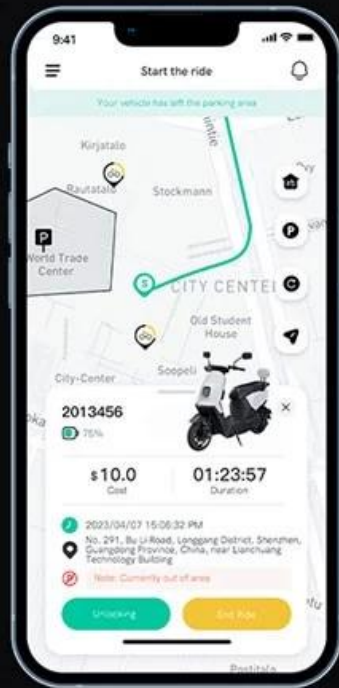 9:41
Start the ride
Your vehicle has left the parking area
Kirjatalo
Rautatalo
Stockmann
P
P
World Trade
Center
C
S
CITY CENTE
Old Student
House
City-Center
Soopeli
2013456
75%
$10.0
Cost
01:23:57
Duration
2023/04/07 15:06:32 PM
No. 291, Bu Li Road, Longgang District, Shenzhen,
Guangdong Province, China, near Lianchuang
Technology Building
Note: Currently out of area
Unlocking
End Ride
Postitalo